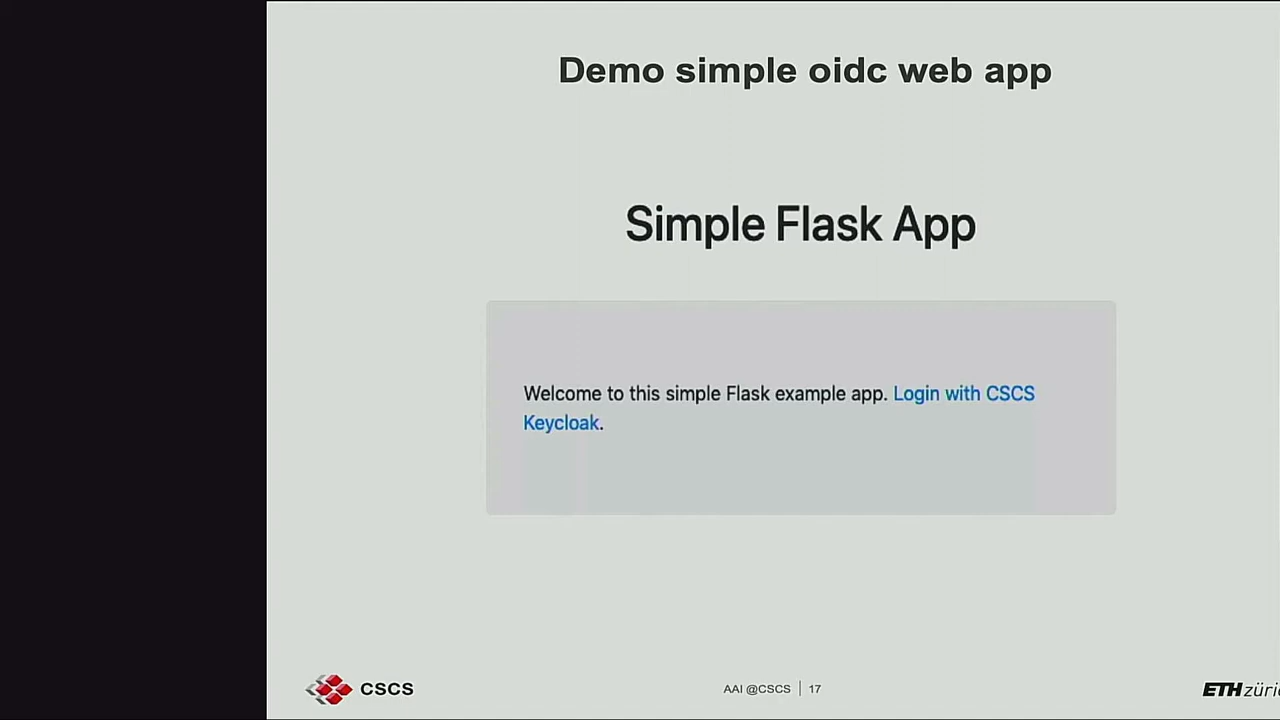 Demo simple oidc web app
Simple Flask App
Welcome to this simple Flask example app. Login with CSCS
Keycloak.
CSCS
AAI @CSCS | 17
ETH züri